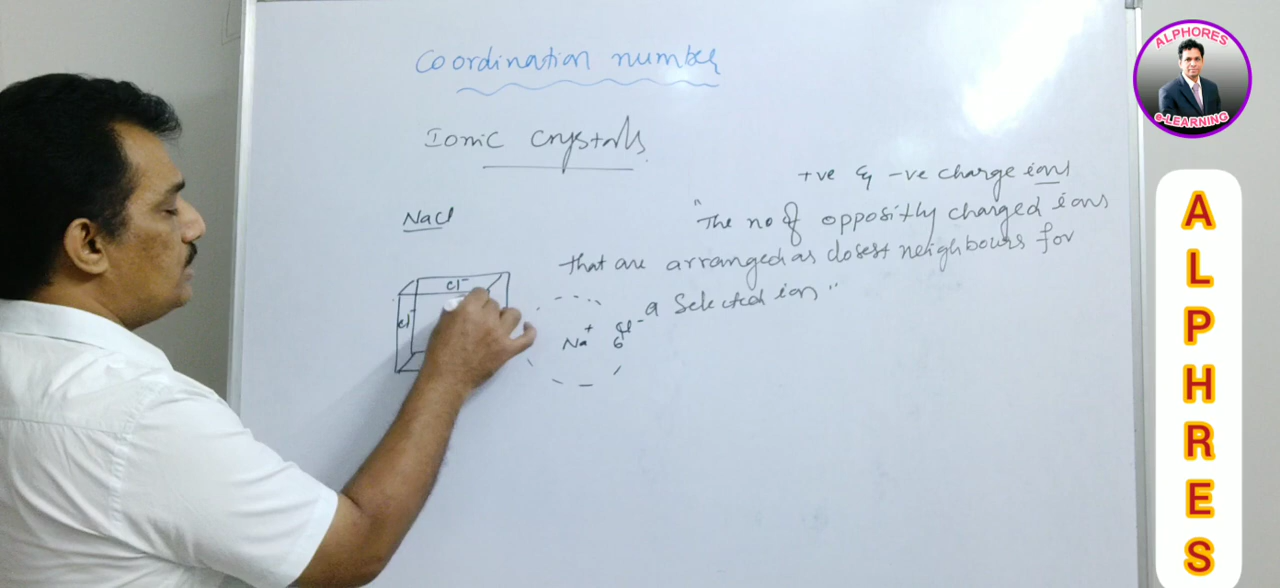 Coordination number
Ionic crystals
+ve & -ve charge ions
NaCl
"The no of oppositly charged ions
that are arranged as closest neighbours for
a Selected ion"
Cl⁻
Cl⁻
Na⁺
Cl⁻
6
ALPHORES
e-LEARNING
A
L
P
H
R
E
S